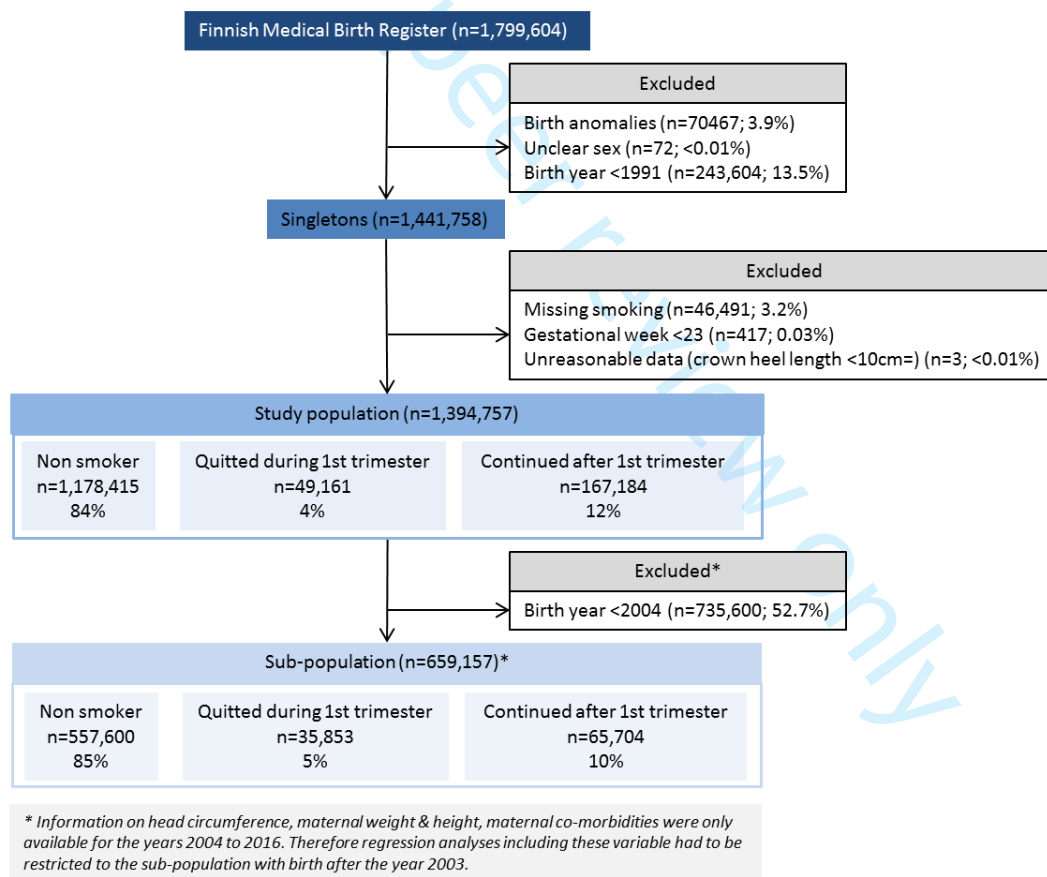 Finnish Medical Birth Register (n=1,799,604)
Excluded
Birth anomalies (n=70467; 3.9%)
Unclear sex (n=72; <0.01%)
Birth year <1991 (n=243,604; 13.5%)
Singletons (n=1,441,758)
Excluded
Missing smoking (n=46,491; 3.2%)
Gestational week <23 (n=417; 0.03%)
Unreasonable data (crown heel length <10cm=) (n=3; <0.01%)
Study population (n=1,394,757)
Non smoker
n=1,178,415
84%
Quitted during 1st trimester
n=49,161
4%
Continued after 1st trimester
n=167,184
12%
Excluded*
Birth year <2004 (n=735,600; 52.7%)
Sub-population (n=659,157)*
Non smoker
n=557,600
85%
Quitted during 1st trimester
n=35,853
5%
Continued after 1st trimester
n=65,704
10%
* Information on head circumference, maternal weight & height, maternal co-morbidities were only
available for the years 2004 to 2016. Therefore regression analyses including these variable had to be
restricted to the sub-population with birth after the year 2003.
eer review only